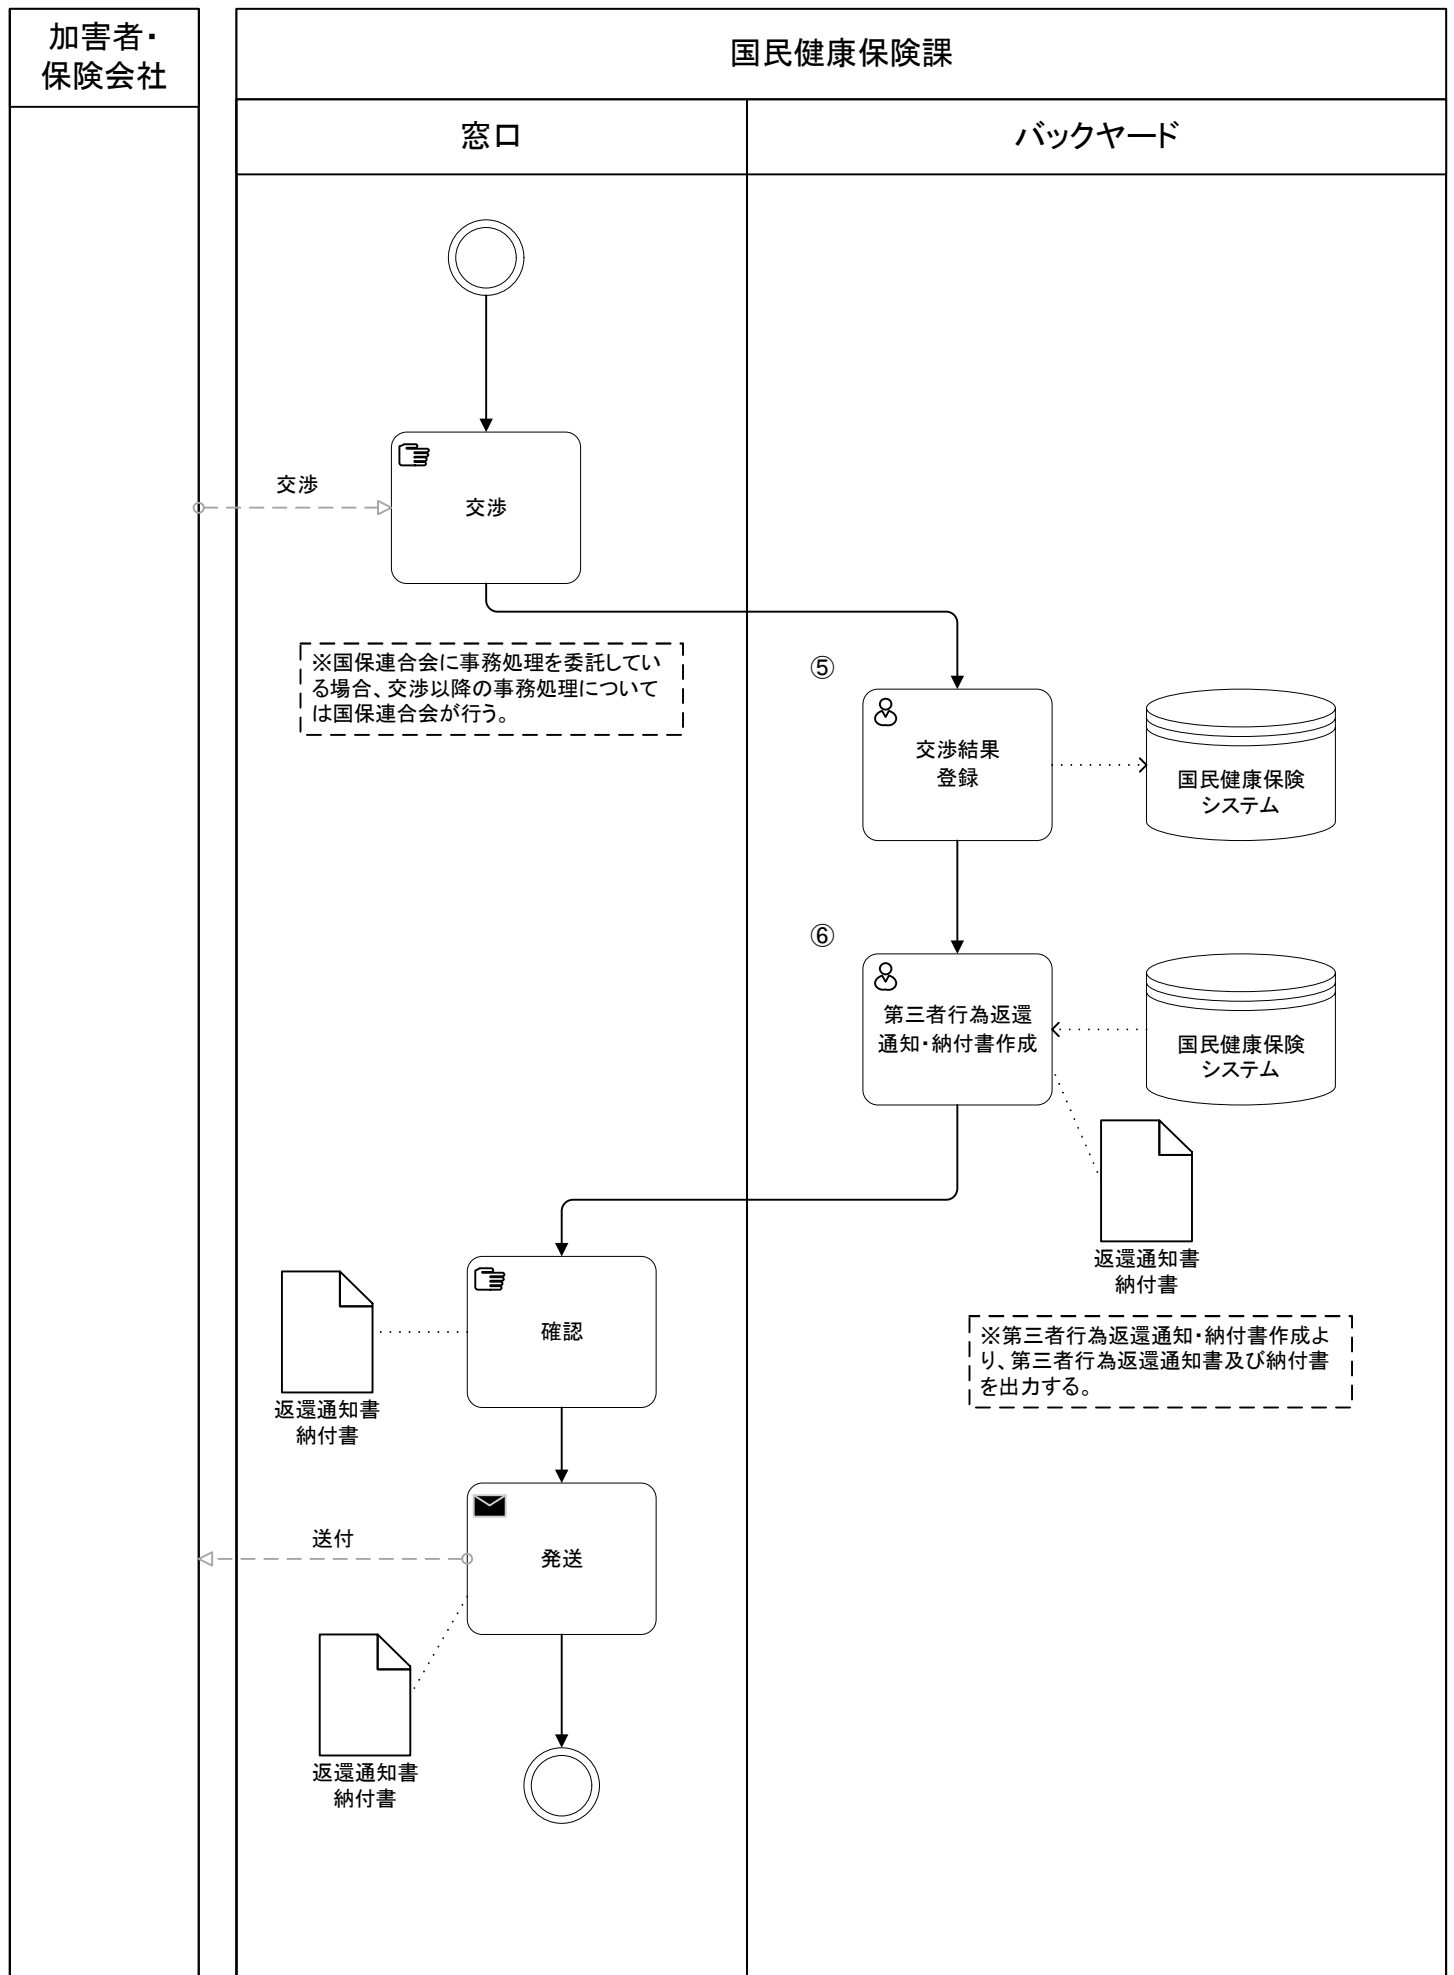 加害者・
保険会社
国民健康保険課
窓口
バックヤード
交渉
交渉
※国保連合会に事務処理を委託してい
る場合、交渉以降の事務処理について
は国保連合会が行う。
⑤
交渉結果
登録
国民健康保険
システム
⑥
第三者行為返還
通知・納付書作成
国民健康保険
システム
返還通知書
納付書
※第三者行為返還通知・納付書作成よ
り、第三者行為返還通知書及び納付書
を出力する。
確認
返還通知書
納付書
送付
発送
返還通知書
納付書